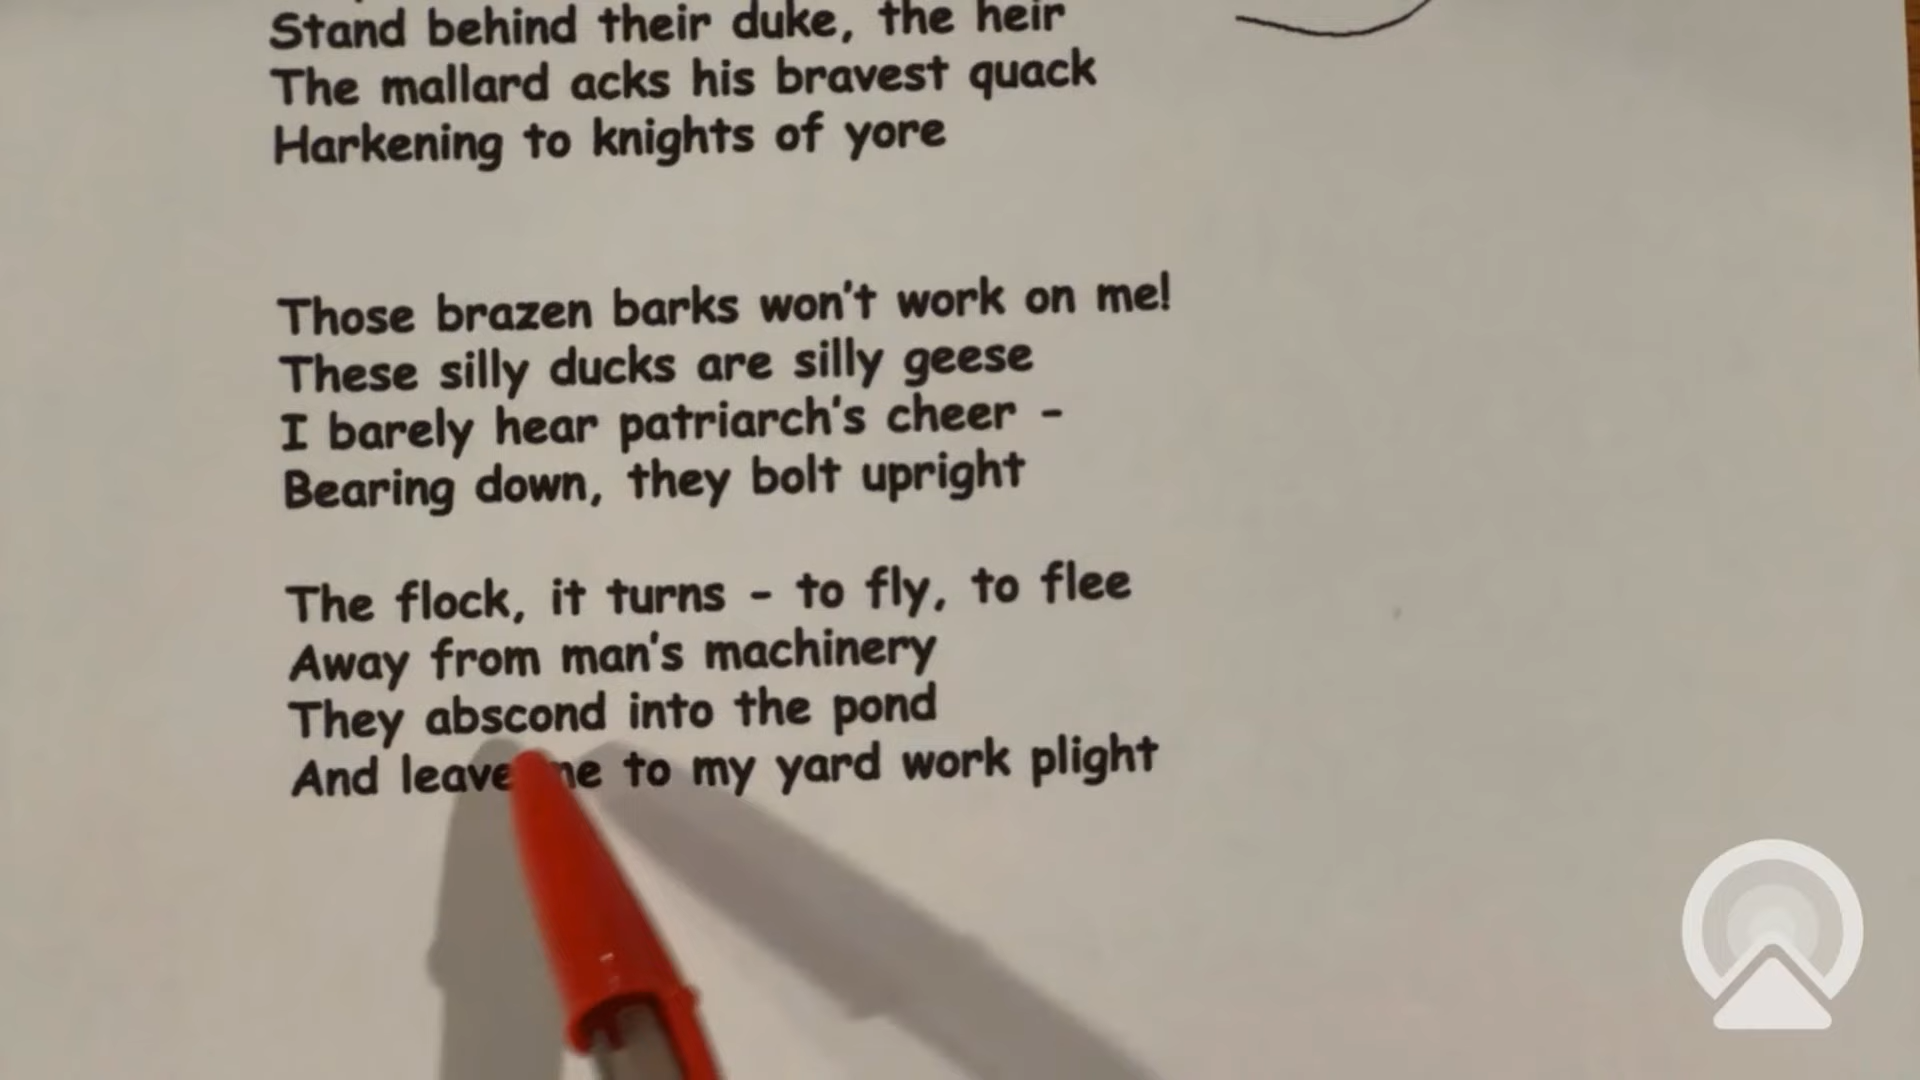 Stand behind their duke, the heir
The mallard acks his bravest quack
Harkening to knights of yore
Those brazen barks won't work on me!
These silly ducks are silly geese
I barely hear patriarch's cheer -
Bearing down, they bolt upright
The flock, it turns - to fly, to flee
Away from man's machinery
They abscond into the pond
And leave me to my yard work plight